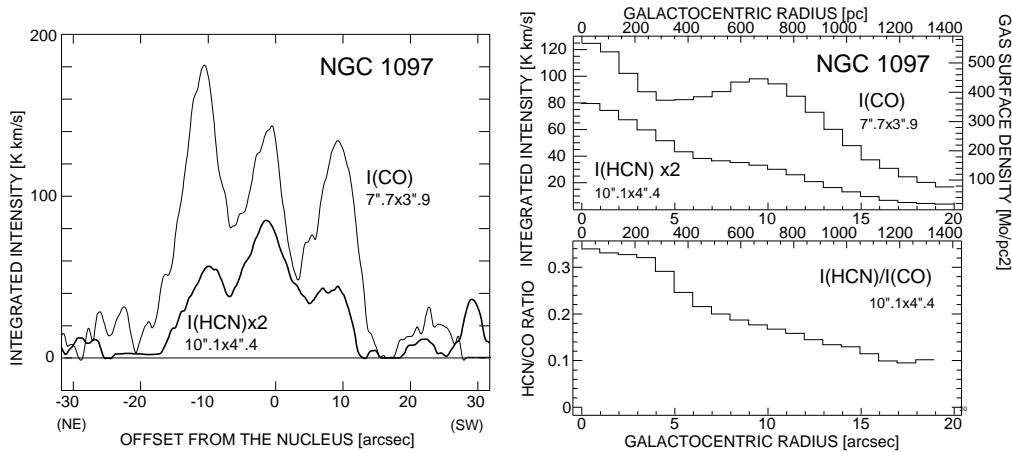 200
100
0
INTEGRATED INTENSITY [K km/s]
NGC 1097
I(CO)
7".7x3".9
I(HCN)x2
10".1x4".4
-30 -20 -10 0 10 20 30
(NE) (SW)
OFFSET FROM THE NUCLEUS [arcsec]
GALACTOCENTRIC RADIUS [pc]
0 200 400 600 800 1000 1200 1400
120
100
80
60
40
20
INTEGRATED INTENSITY [K km/s]
NGC 1097
I(CO)
7".7x3".9
I(HCN) x2
10".1x4".4
500
400
300
200
100
GAS SURFACE DENSITY [Mo/pc2]
0 5 10 15 20
0 200 400 600 800 1000 1200 1400
0.3
0.2
0.1
0
HCN/CO RATIO
I(HCN)/I(CO)
10".1x4".4
20
0 5 10 15 20
GALACTOCENTRIC RADIUS [arcsec]